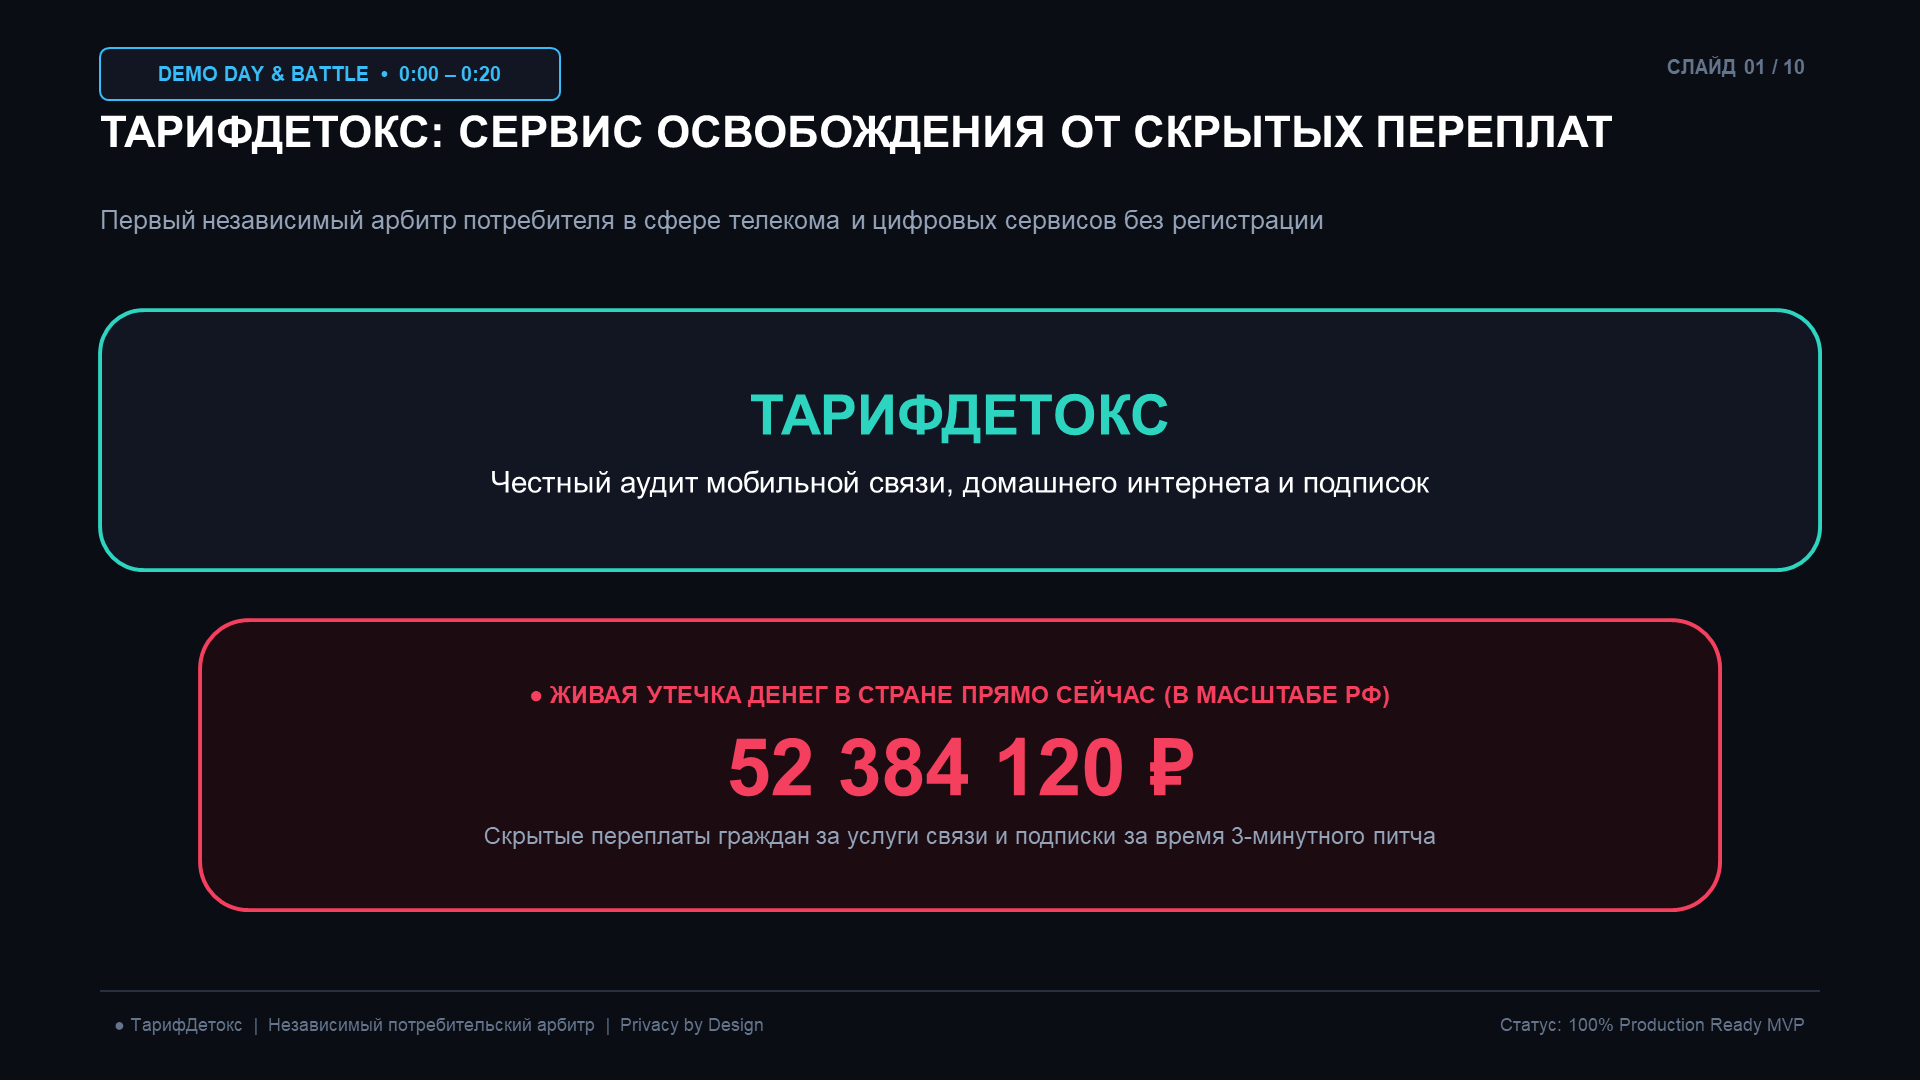 DEMO DAY & BATTLE • 0:00 – 0:20
СЛАЙД 01 / 10
ТАРИФДЕТОКС: СЕРВИС ОСВОБОЖДЕНИЯ ОТ СКРЫТЫХ ПЕРЕПЛАТ
Первый независимый арбитр потребителя в сфере телекома и цифровых сервисов без регистрации
ТАРИФДЕТОКС
Честный аудит мобильной связи, домашнего интернета и подписок
● ЖИВАЯ УТЕЧКА ДЕНЕГ В СТРАНЕ ПРЯМО СЕЙЧАС (В МАСШТАБЕ РФ)
52 384 120 ₽
Скрытые переплаты граждан за услуги связи и подписки за время 3-минутного питча
● ТарифДетокс | Независимый потребительский арбитр | Privacy by Design
Статус: 100% Production Ready MVP